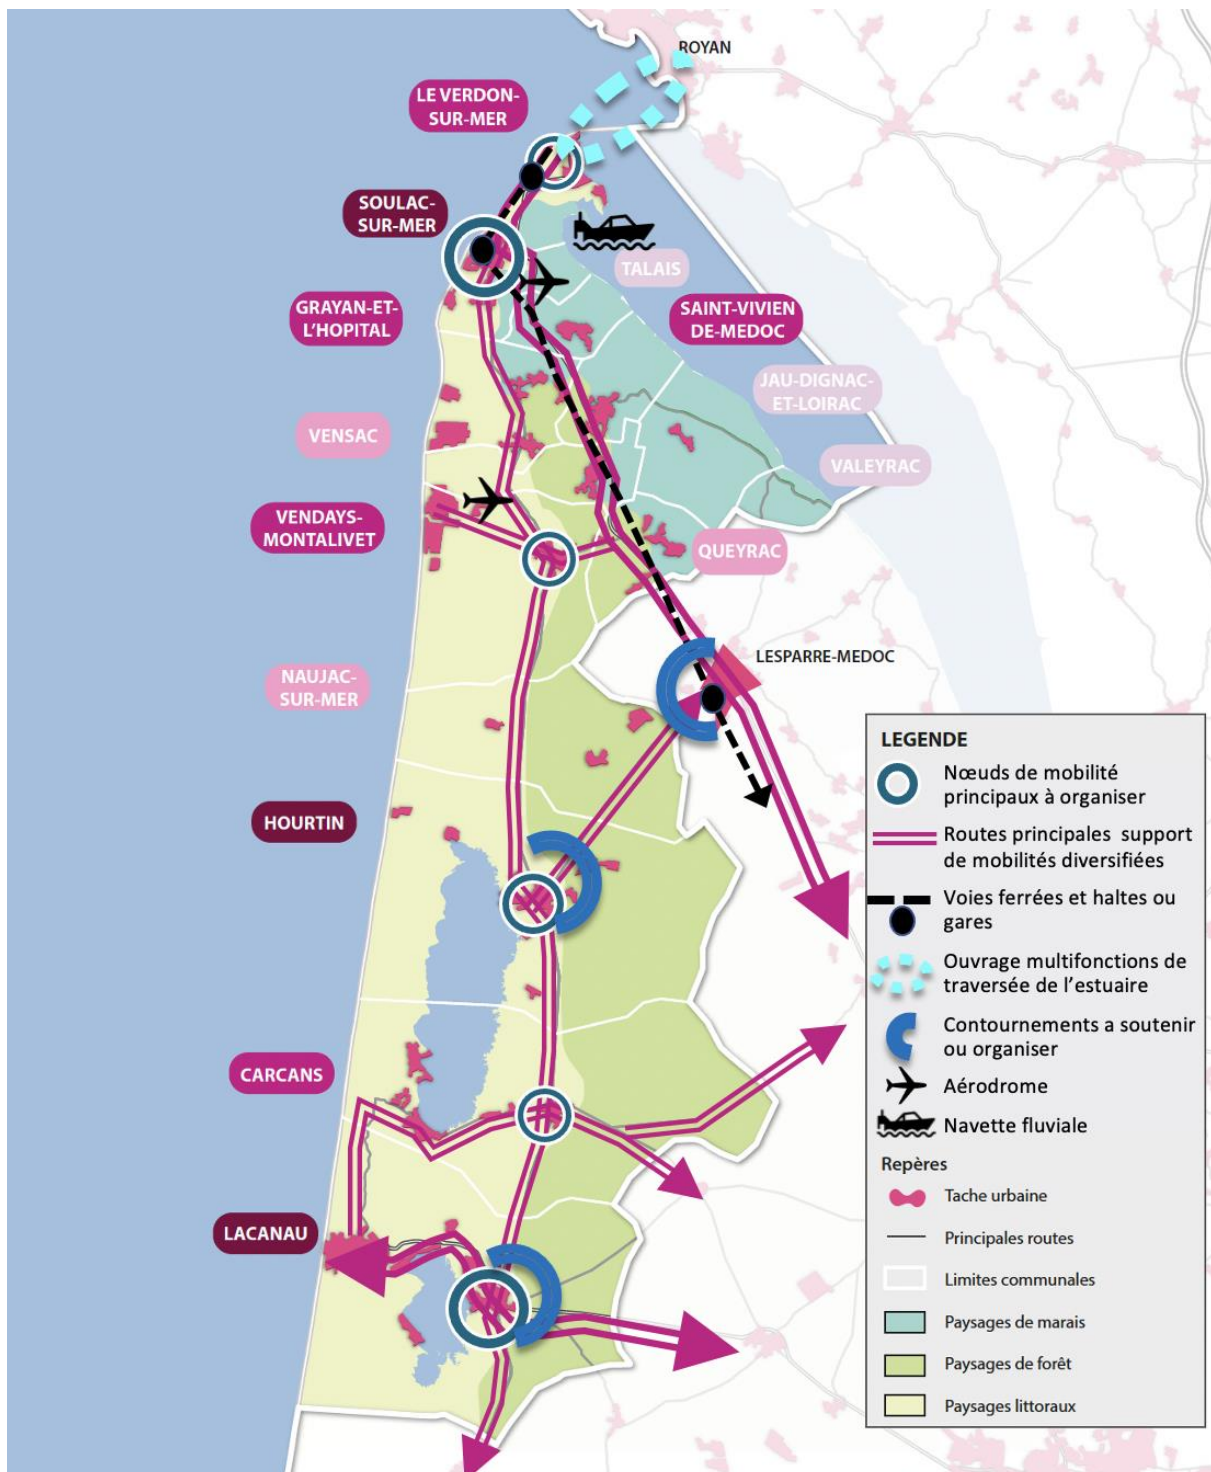 ROYAN
LE VERDON-
SUR-MER
SOULAC-
SUR-MER
TALAIS
GRAYAN-ET-
L'HOPITAL
SAINT-VIVIEN
DE-MEDOC
JAU-DIGNAC-
ET-LOIRAC
VENSAC
VALEYRAC
VENDAYS-
MONTALIVET
QUEYRAC
LESPARRE-MEDOC
NAUJAC-
SUR-MER
HOURTIN
CARCANS
LACANAU
LEGENDE
Nœuds de mobilité
principaux à organiser
Routes principales support
de mobilités diversifiées
Voies ferrées et haltes ou
gares
Ouvrage multifonctions de
traversée de l'estuaire
Contournements a soutenir
ou organiser
Aérodrome
Navette fluviale
Repères
Tache urbaine
Principales routes
Limites communales
Paysages de marais
Paysages de forêt
Paysages littoraux